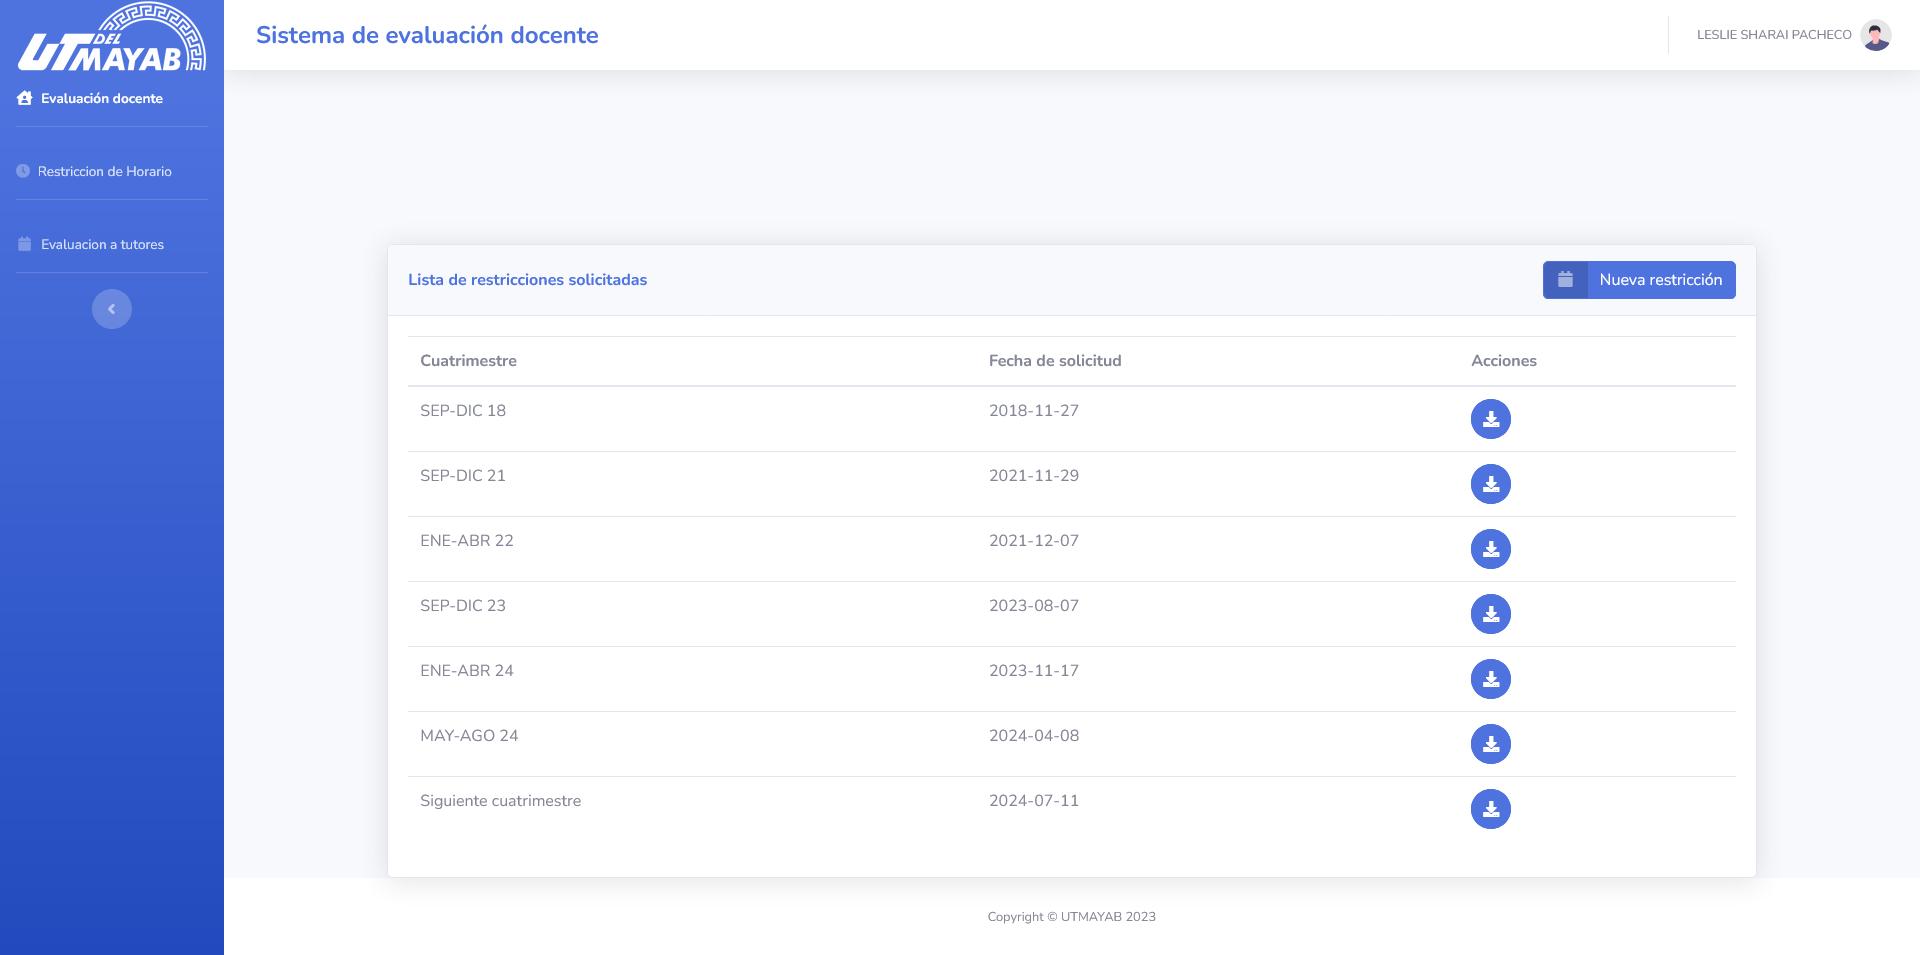 UT DEL MAYAB
Evaluación docente
Restriccion de Horario
Evaluacion a tutores
Sistema de evaluación docente
LESLIE SHARAI PACHECO
Lista de restricciones solicitadas
Nueva restricción
Cuatrimestre Fecha de solicitud Acciones
SEP-DIC 18 2018-11-27
SEP-DIC 21 2021-11-29
ENE-ABR 22 2021-12-07
SEP-DIC 23 2023-08-07
ENE-ABR 24 2023-11-17
MAY-AGO 24 2024-04-08
Siguiente cuatrimestre 2024-07-11
Copyright © UTMAYAB 2023